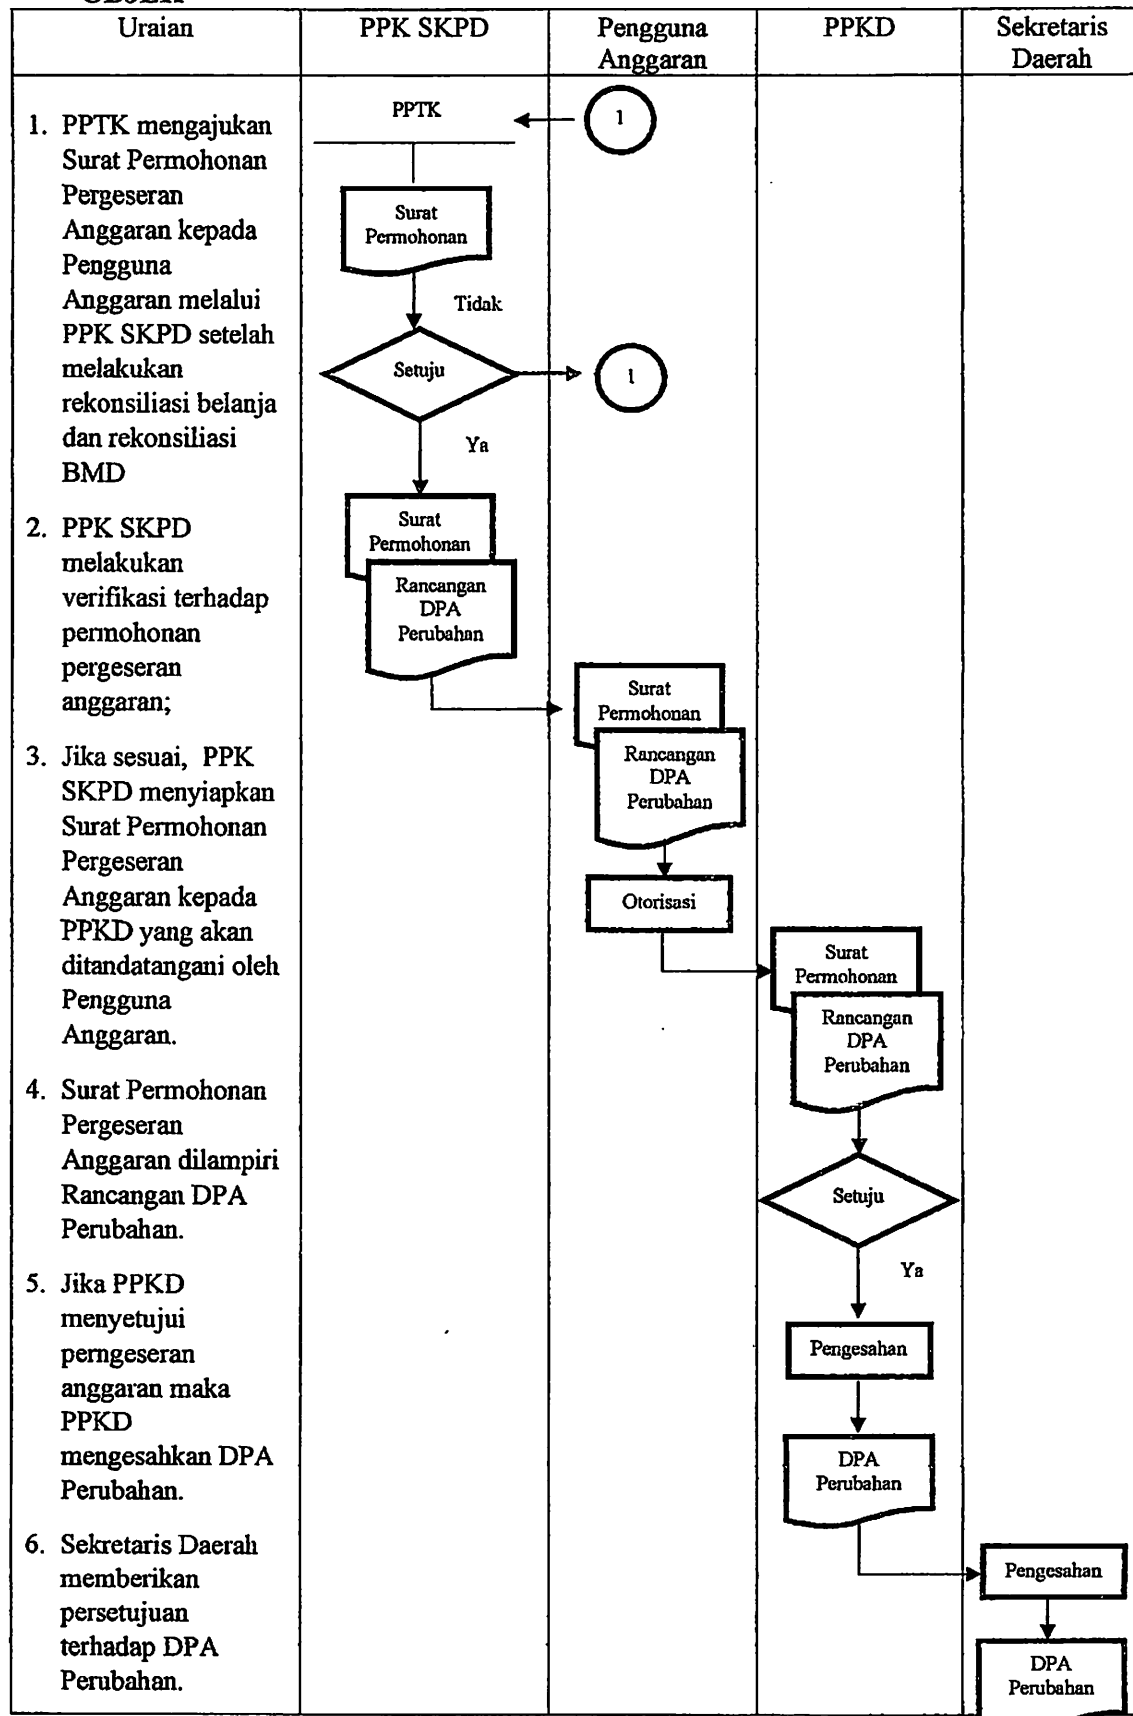 OBJEK
Uraian
PPK SKPD
Pengguna
Anggaran
PPKD
Sekretaris
Daerah
1. PPTK mengajukan
Surat Permohonan
Pergeseran
Anggaran kepada
Pengguna
Anggaran melalui
PPK SKPD setelah
melakukan
rekonsiliasi belanja
dan rekonsiliasi
BMD
2. PPK SKPD
melakukan
verifikasi terhadap
permohonan
pergeseran
anggaran;
3. Jika sesuai, PPK
SKPD menyiapkan
Surat Permohonan
Pergeseran
Anggaran kepada
PPKD yang akan
ditandatangani oleh
Pengguna
Anggaran.
4. Surat Permohonan
Pergeseran
Anggaran dilampiri
Rancangan DPA
Perubahan.
5. Jika PPKD
menyetujui
perngeseran
anggaran maka
PPKD
mengesahkan DPA
Perubahan.
6. Sekretaris Daerah
memberikan
persetujuan
terhadap DPA
Perubahan.
PPTK
1
Surat
Permohonan
Tidak
Setuju
1
Ya
Surat
Permohonan
Rancangan
DPA
Perubahan
Surat
Permohonan
Rancangan
DPA
Perubahan
Otorisasi
Surat
Permohonan
Rancangan
DPA
Perubahan
Setuju
Ya
Pengesahan
DPA
Perubahan
Pengesahan
DPA
Perubahan